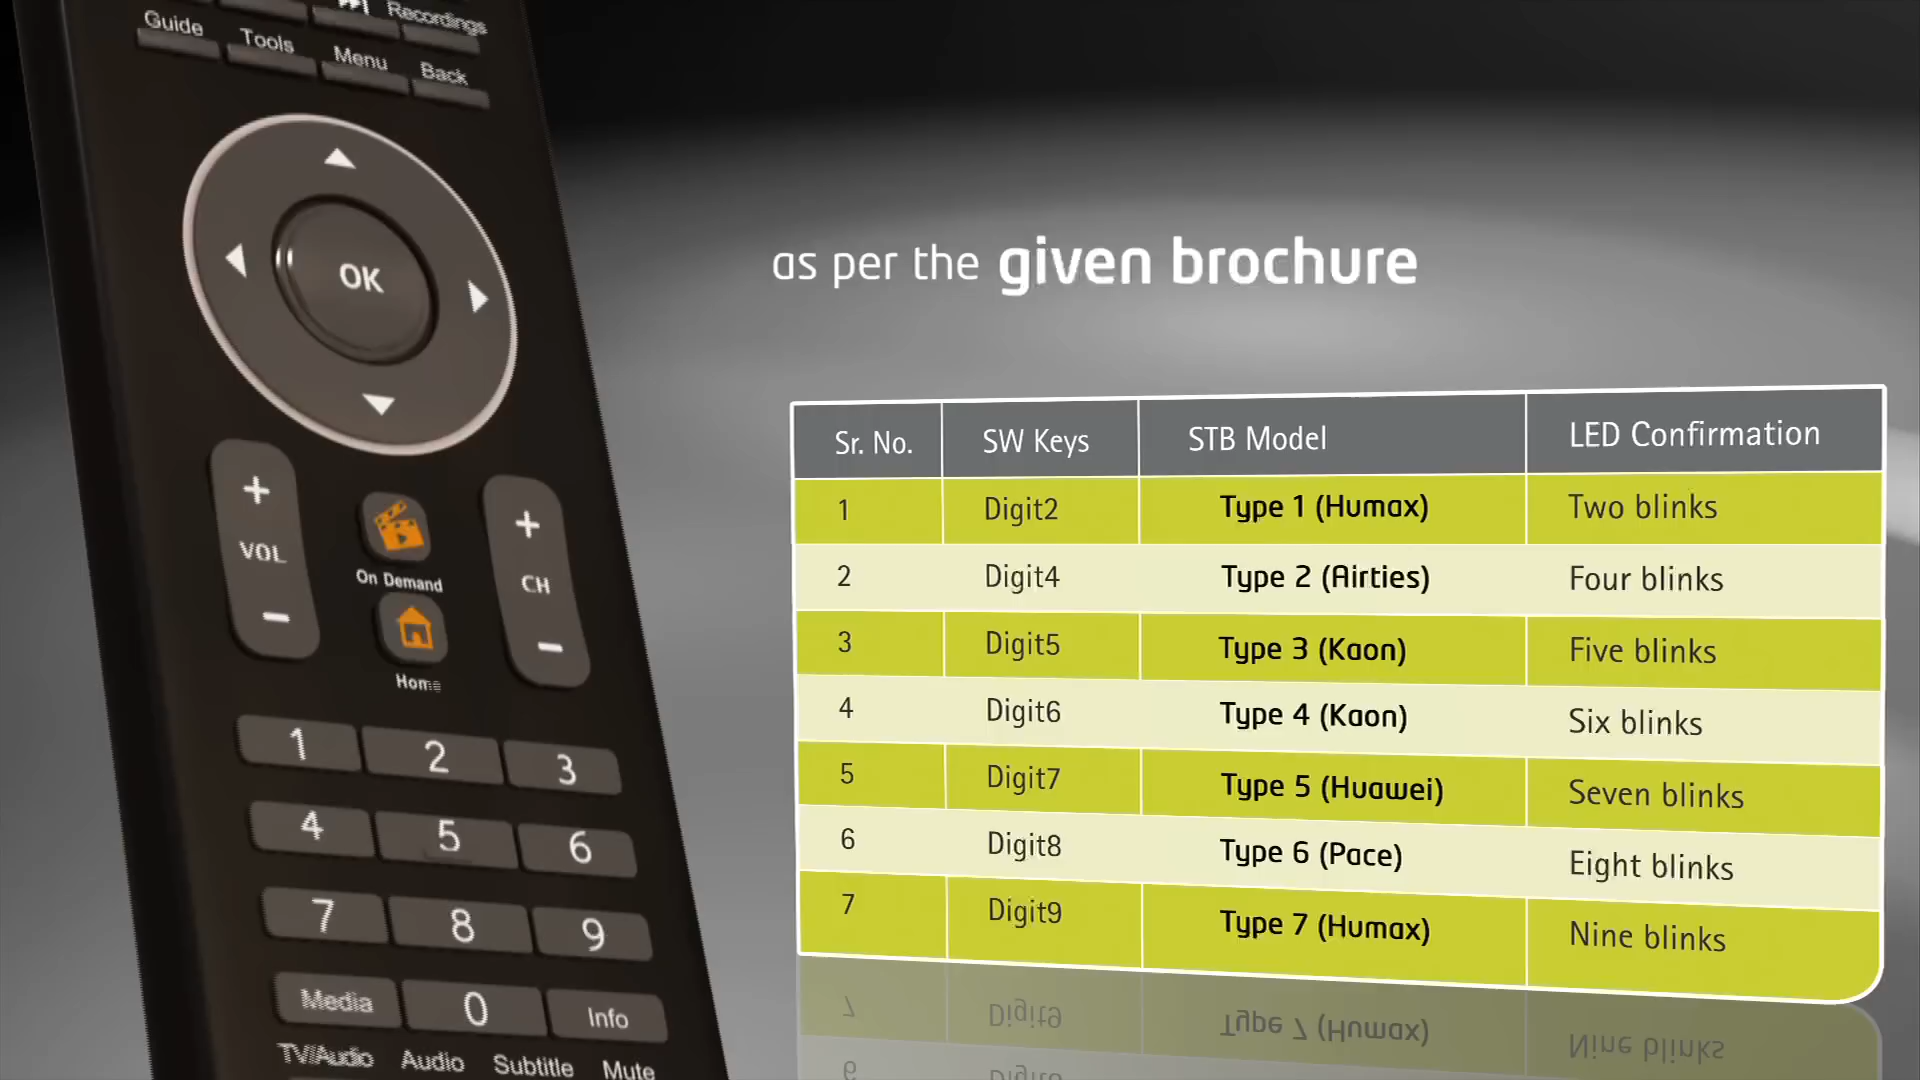 Recordings
Guide
Tools
Menu
Back
OK
as per the given brochure
+
VOL
-
On Demand
Home
+
CH
-
1 2 3
4 5 6
7 8 9
Media 0 Info
TV/Audio Audio Subtitle Mute
Sr. No. SW Keys STB Model LED Confirmation
1 Digit2 Type 1 (Humax) Two blinks
2 Digit4 Type 2 (Airties) Four blinks
3 Digit5 Type 3 (Kaon) Five blinks
4 Digit6 Type 4 (Kaon) Six blinks
5 Digit7 Type 5 (Huawei) Seven blinks
6 Digit8 Type 6 (Pace) Eight blinks
7 Digit9 Type 7 (Humax) Nine blinks